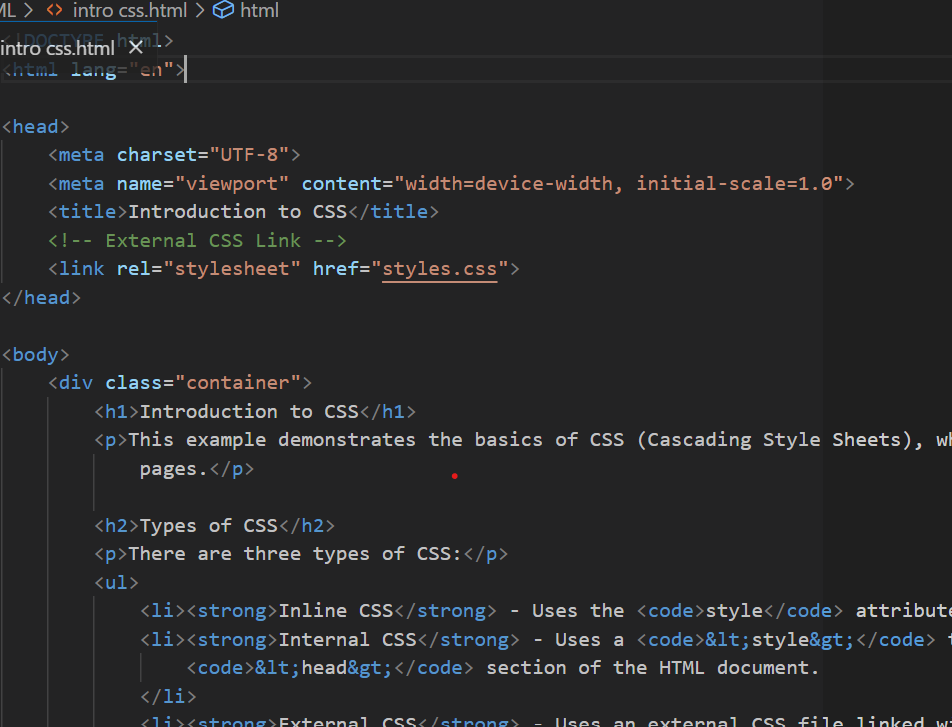 ML > <> intro css.html > html
<!DOCTYPE html>
intro css.html ×
<html lang="en">
<head>
<meta charset="UTF-8">
<meta name="viewport" content="width=device-width, initial-scale=1.0">
<title>Introduction to CSS</title>
<!-- External CSS Link -->
<link rel="stylesheet" href="styles.css">
</head>
<body>
<div class="container">
<h1>Introduction to CSS</h1>
<p>This example demonstrates the basics of CSS (Cascading Style Sheets), wh
pages.</p>
<h2>Types of CSS</h2>
<p>There are three types of CSS:</p>
<ul>
<li><strong>Inline CSS</strong> - Uses the <code>style</code> attribute
<li><strong>Internal CSS</strong> - Uses a <code>&lt;style&gt;</code> t
<code>&lt;head&gt;</code> section of the HTML document.
</li>
<li><strong>External CSS</strong> - Uses an external CSS file linked w